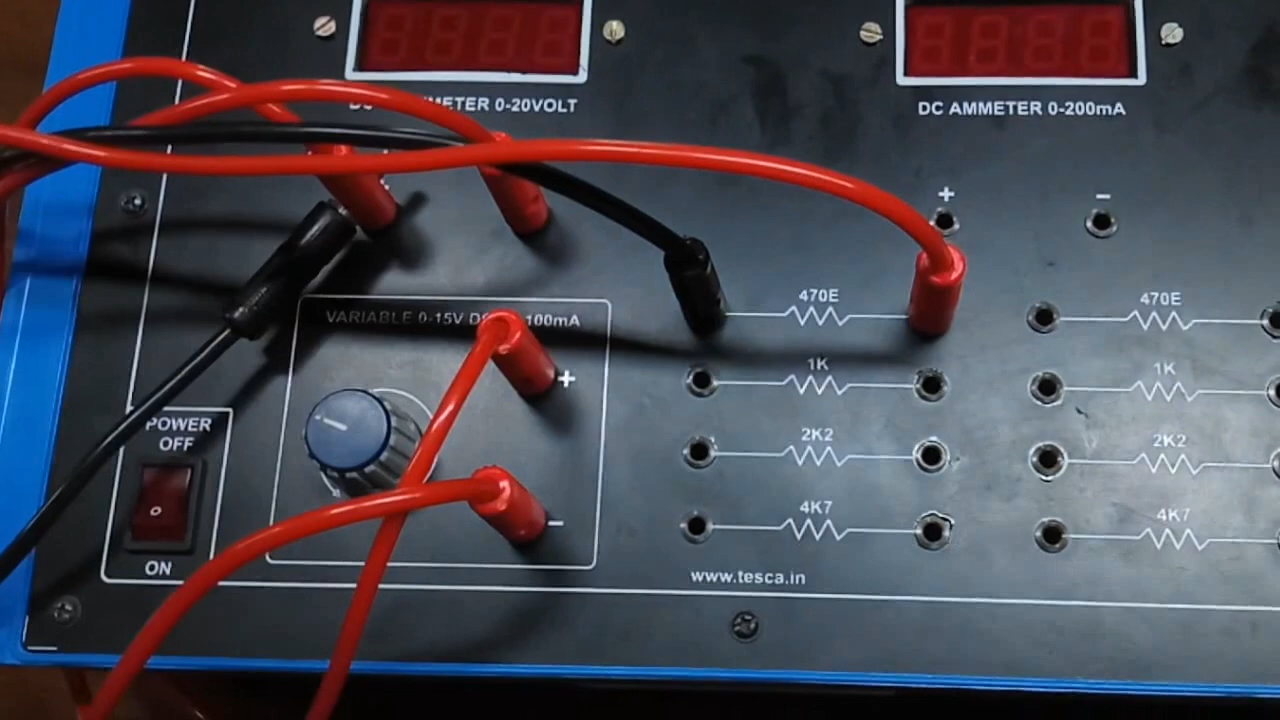 METER 0-20VOLT
DC AMMETER 0-200mA
+ -
VARIABLE 0-15V 100mA
+
-
POWER
OFF
O
ON
470E
1K
2K2
4K7
470E
1K
2K2
4K7
www.tesca.in